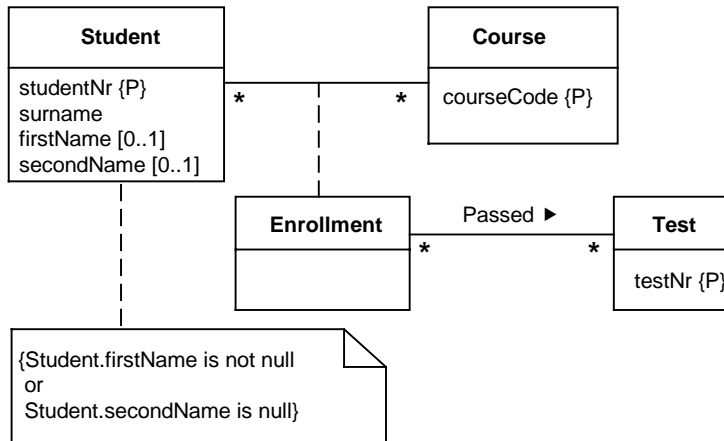 Student
studentNr {P}
surname
firstName [0..1]
secondName [0..1]
*
*
Course
courseCode {P}
Enrollment
Passed ►
*
*
Test
testNr {P}
{Student.firstName is not null
or
Student.secondName is null}